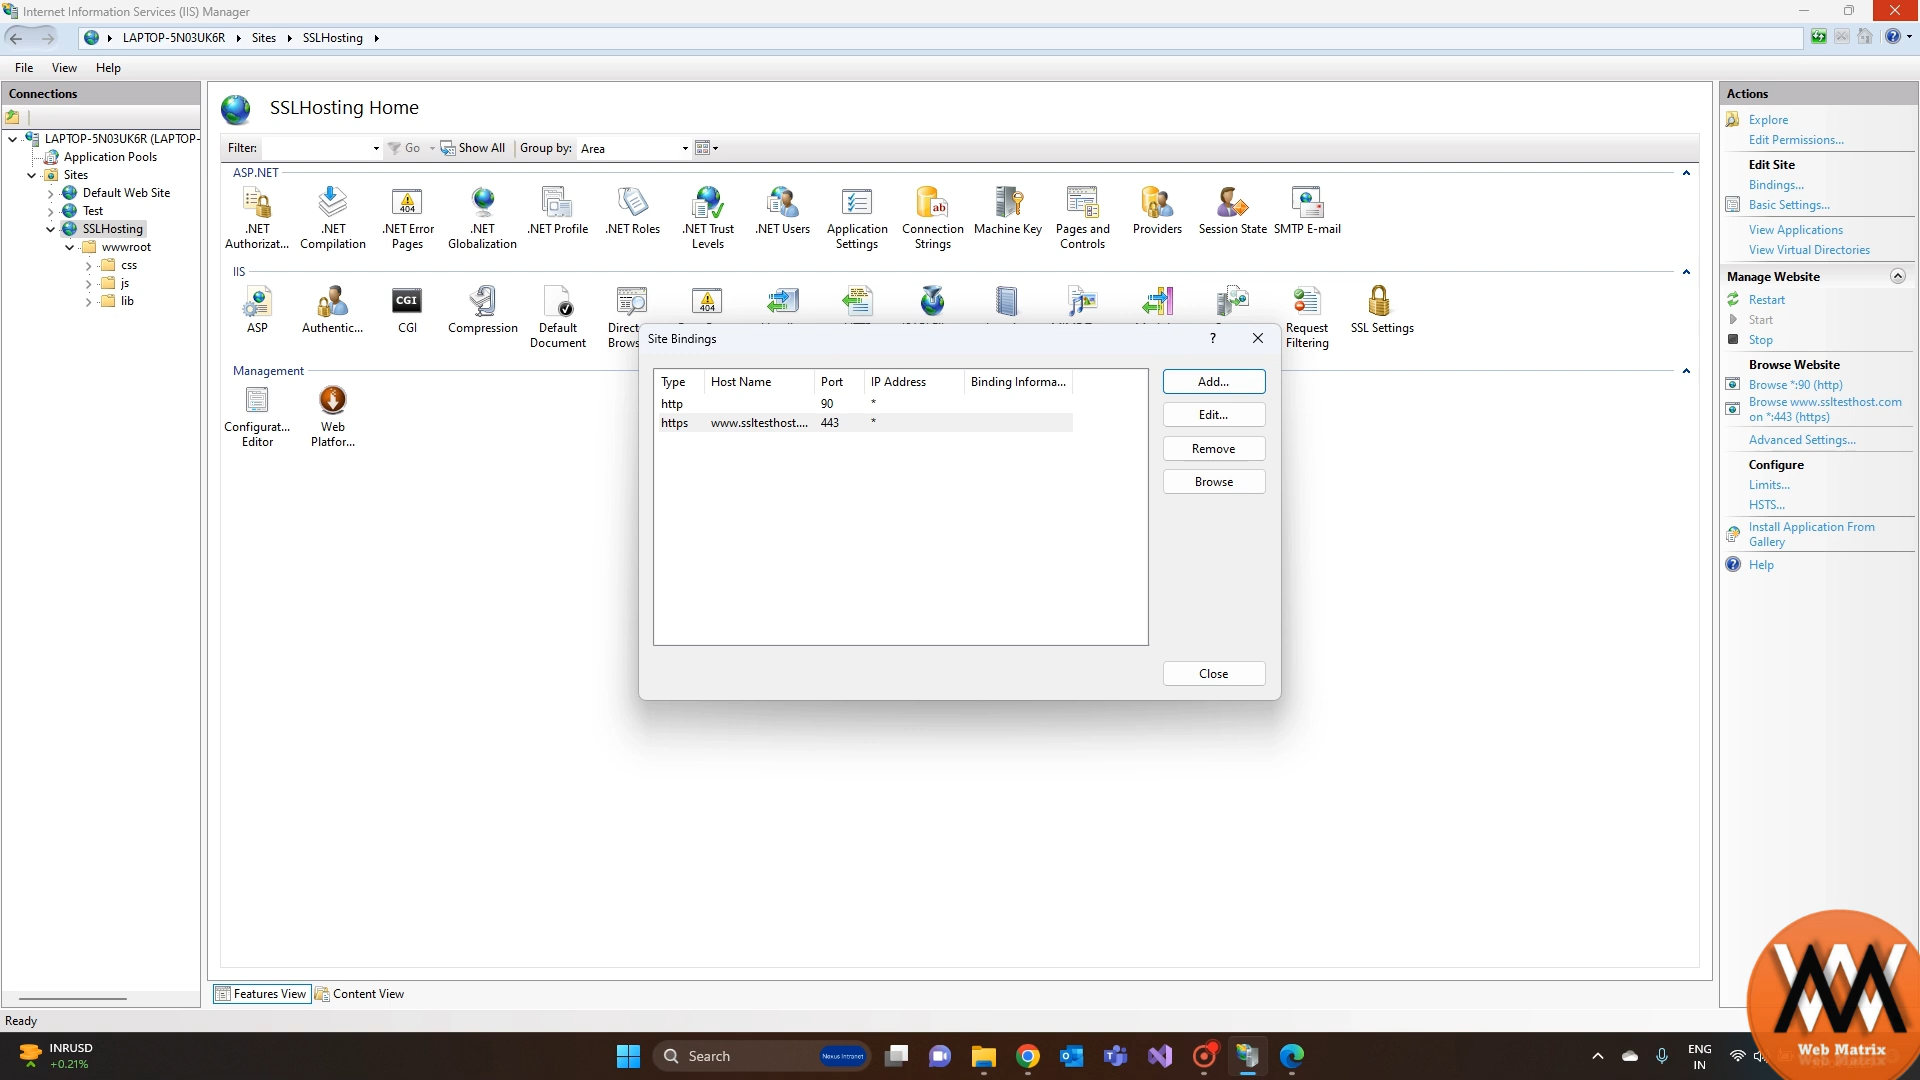 Internet Information Services (IIS) Manager
LAPTOP-5N03UK6R
Sites
SSLHosting
File
View
Help
Connections
LAPTOP-5N03UK6R (LAPTOP-
Application Pools
Sites
Default Web Site
Test
SSLHosting
wwwroot
css
js
lib
SSLHosting Home
Filter:
Go
Show All
Group by:
Area
ASP.NET
.NET
Authorizat...
.NET
Compilation
.NET Error
Pages
.NET
Globalization
.NET Profile
.NET Roles
.NET Trust
Levels
.NET Users
Application
Settings
Connection
Strings
Machine Key
Pages and
Controls
Providers
Session State
SMTP E-mail
IIS
ASP
Authentic...
CGI
CGI
Compression
Default
Document
Request
Filtering
SSL Settings
Management
Configurat...
Editor
Web
Platfor...
Site Bindings
?
Type
Host Name
Port
IP Address
Binding Informa...
http
90
*
https
www.ssltesthost....
443
*
Add...
Edit...
Remove
Browse
Close
Actions
Explore
Edit Permissions...
Edit Site
Bindings...
Basic Settings...
View Applications
View Virtual Directories
Manage Website
Restart
Start
Stop
Browse Website
Browse *:90 (http)
Browse www.ssltesthost.com
on *:443 (https)
Advanced Settings...
Configure
Limits...
HSTS...
Install Application From
Gallery
Help
Features View
Content View
Ready
INRUSD
+0.21%
Search
Nexus Intranet
ENG
IN
Web Matrix